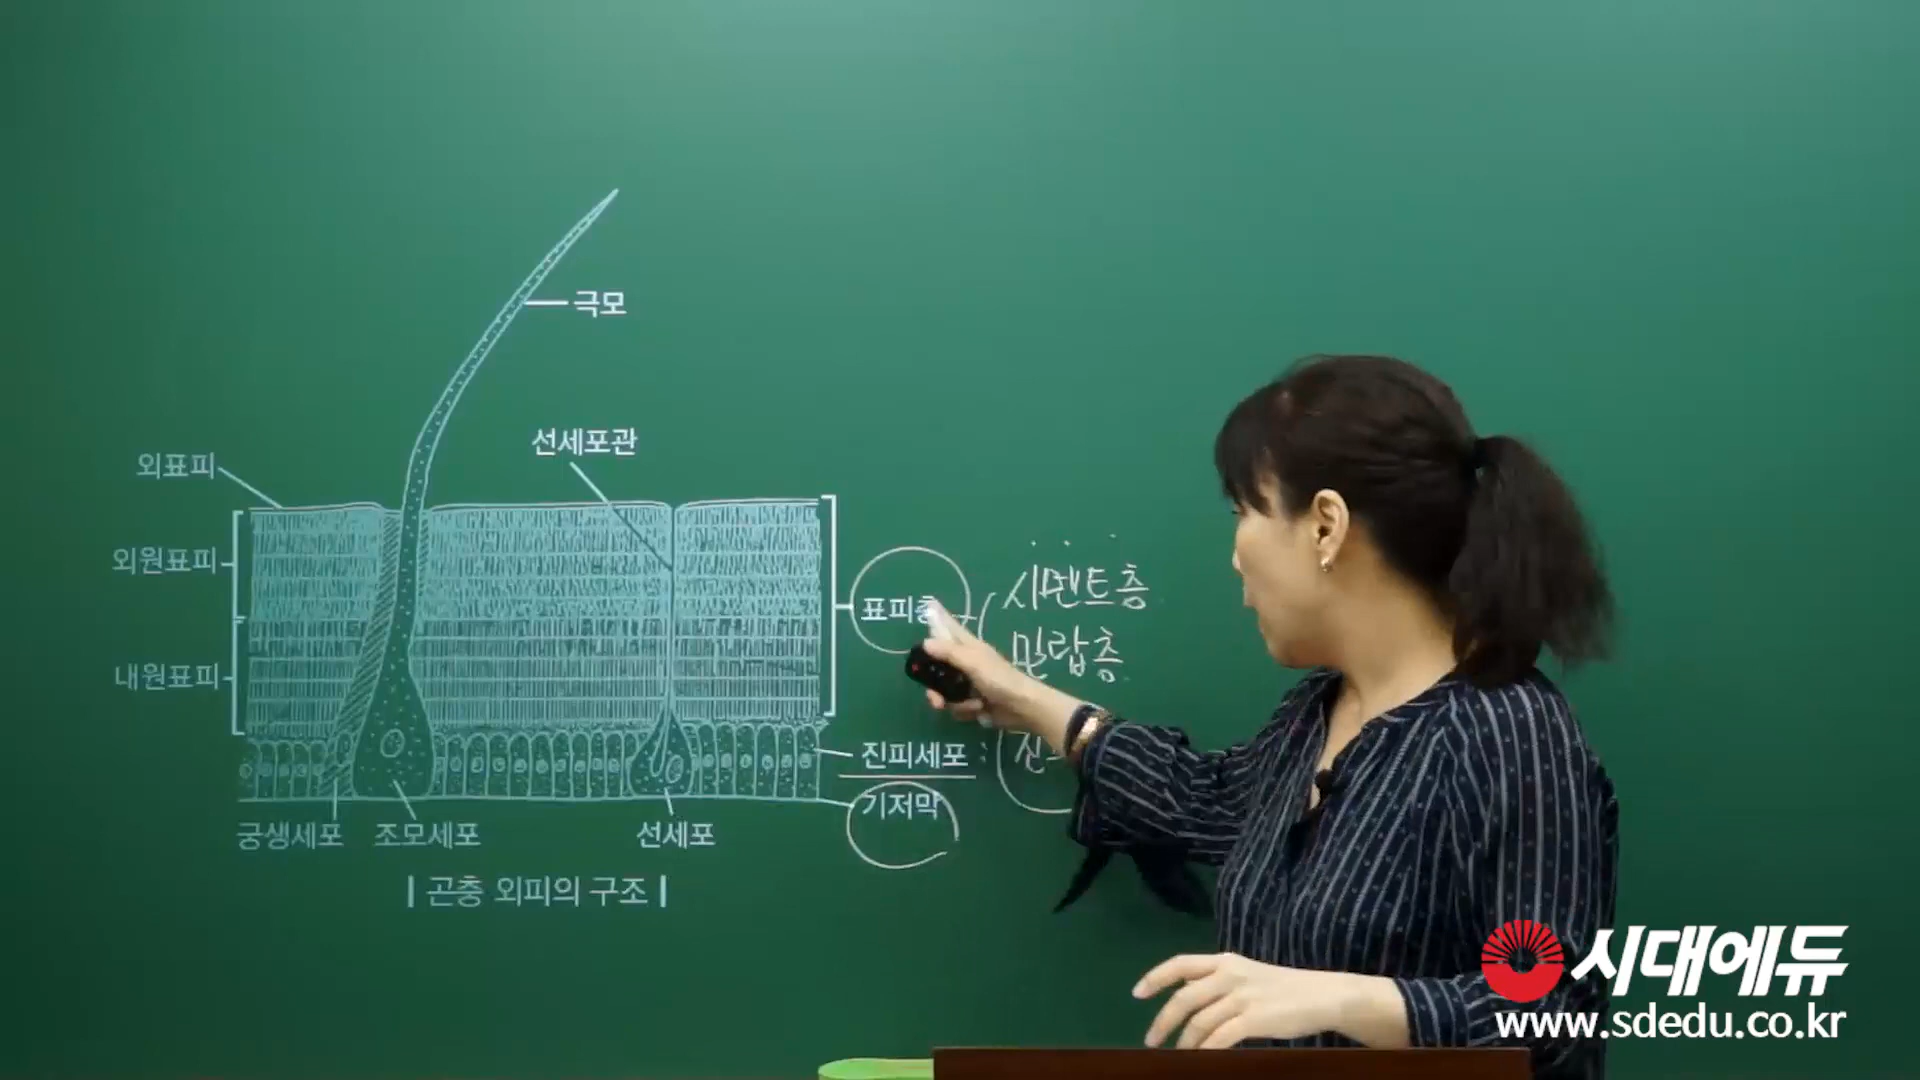 극모
선세포관
외표피
외원표피
내원표피
표피층
시멘트층
밀랍층
진피세포 :
기저막
궁생세포
조모세포
선세포
| 곤충 외피의 구조 |
시대에듀
www.sdedu.co.kr